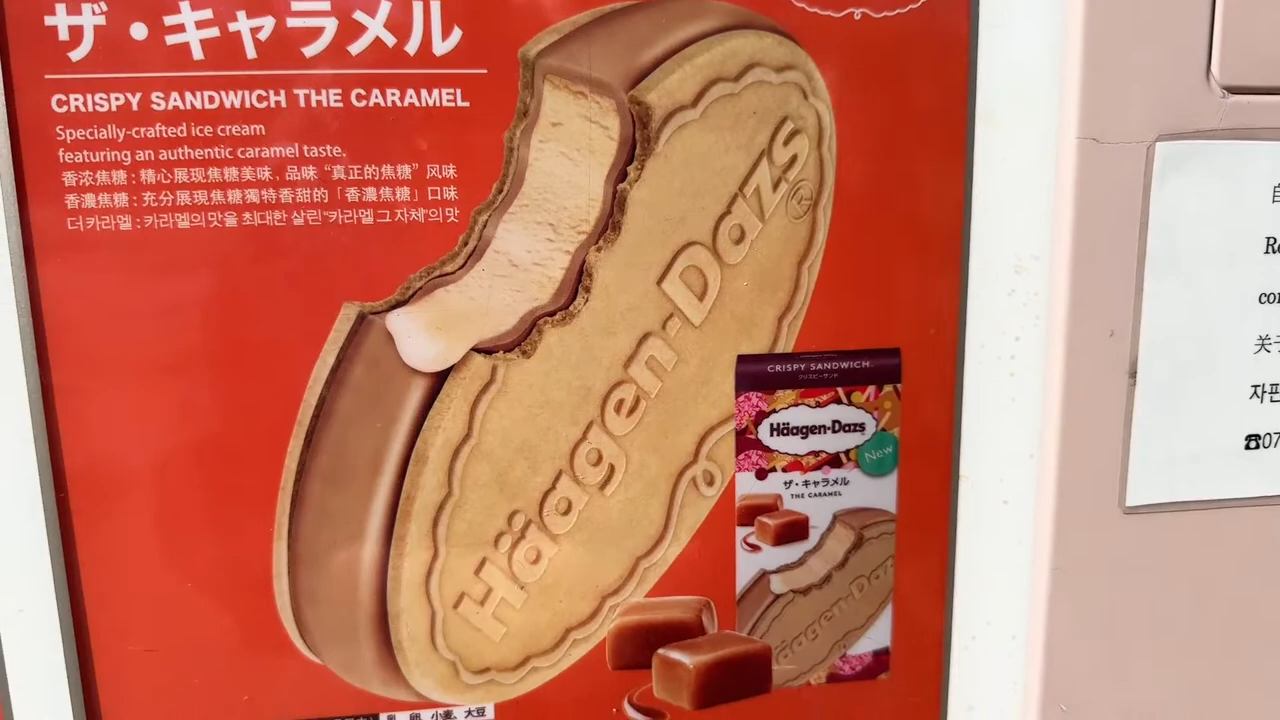 ザ・キャラメル
CRISPY SANDWICH THE CARAMEL
Specially-crafted ice cream
featuring an authentic caramel taste.
香浓焦糖：精心展现焦糖美味，品味“真正的焦糖”风味
香濃焦糖：充分展現焦糖獨特香甜的「香濃焦糖」口味
더 카라멜 : 카라멜의 맛을 최대한 살린 “카라멜 그 자체”의 맛
Häagen-Dazs®
CRISPY SANDWICH
クリスピーサンド
Häagen-Dazs
New
ザ・キャラメル
THE CARAMEL
Häagen-Daz
乳 卵 小麦 大豆
自
Re
con
关于
자판
☎07